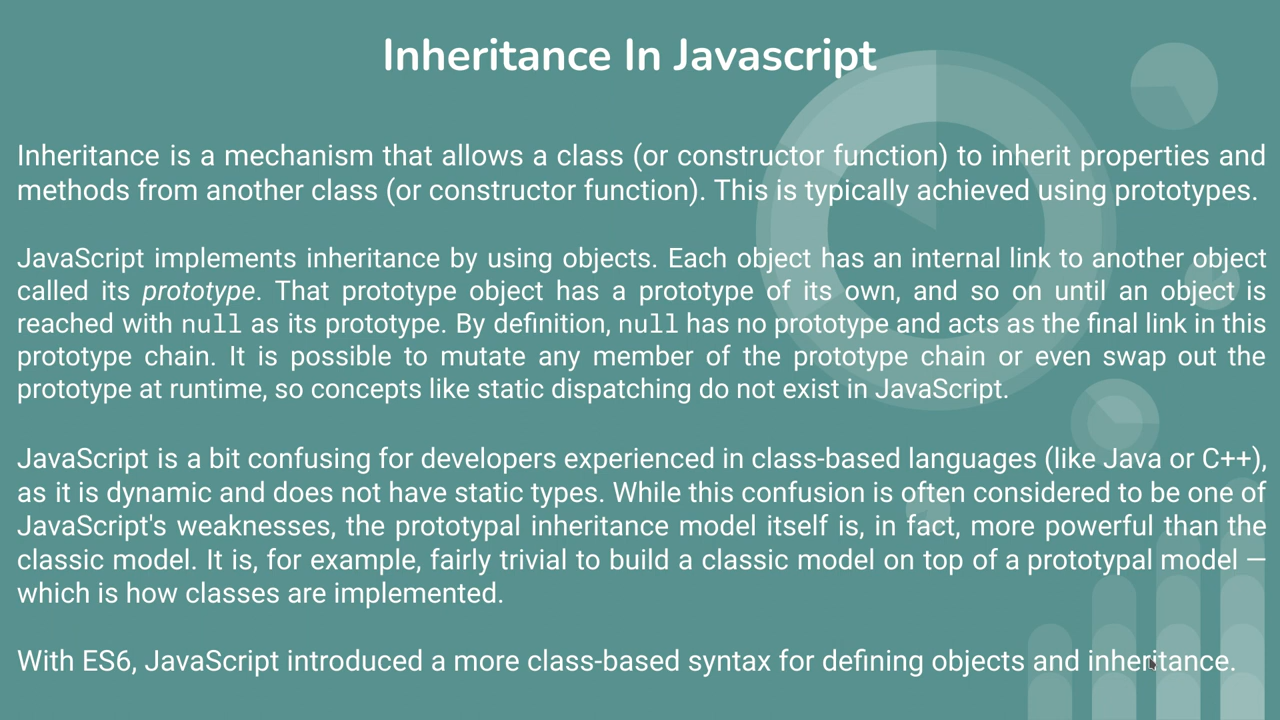 Inheritance In Javascript
Inheritance is a mechanism that allows a class (or constructor function) to inherit properties and
methods from another class (or constructor function). This is typically achieved using prototypes.
JavaScript implements inheritance by using objects. Each object has an internal link to another object
called its prototype. That prototype object has a prototype of its own, and so on until an object is
reached with null as its prototype. By definition, null has no prototype and acts as the final link in this
prototype chain. It is possible to mutate any member of the prototype chain or even swap out the
prototype at runtime, so concepts like static dispatching do not exist in JavaScript.
JavaScript is a bit confusing for developers experienced in class-based languages (like Java or C++),
as it is dynamic and does not have static types. While this confusion is often considered to be one of
JavaScript's weaknesses, the prototypal inheritance model itself is, in fact, more powerful than the
classic model. It is, for example, fairly trivial to build a classic model on top of a prototypal model —
which is how classes are implemented.
With ES6, JavaScript introduced a more class-based syntax for defining objects and inheritance.